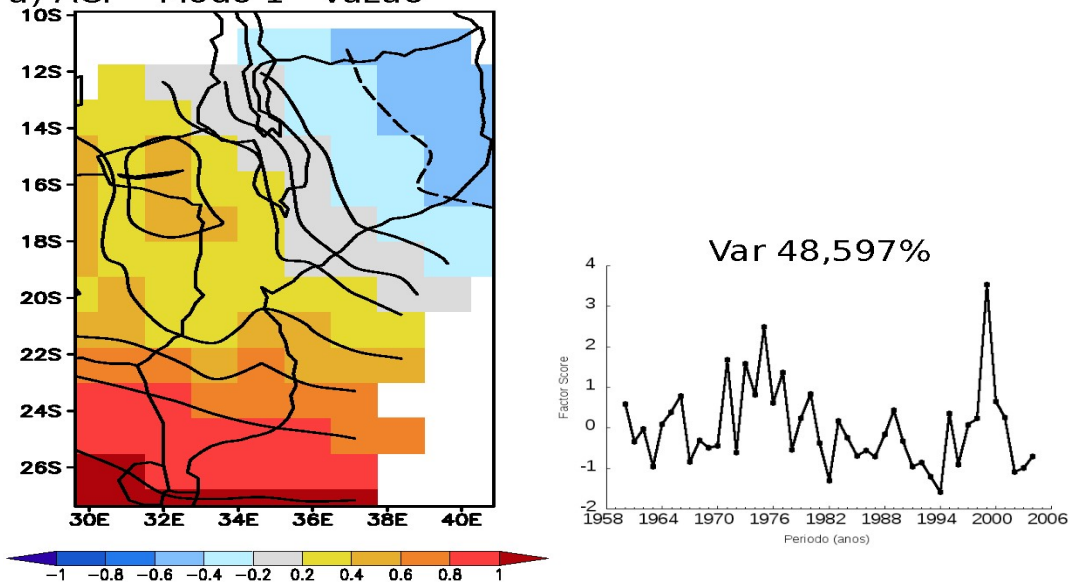 10S
12S
14S
16S
18S
20S
22S
24S
26S
30E 32E 34E 36E 38E 40E
−1 −0.8 −0.6 −0.4 −0.2 0.2 0.4 0.6 0.8 1
Var 48,597%
Factor Score
4
3
2
1
0
-1
-2
1958 1964 1970 1976 1982 1988 1994 2000 2006
Periodo (anos)